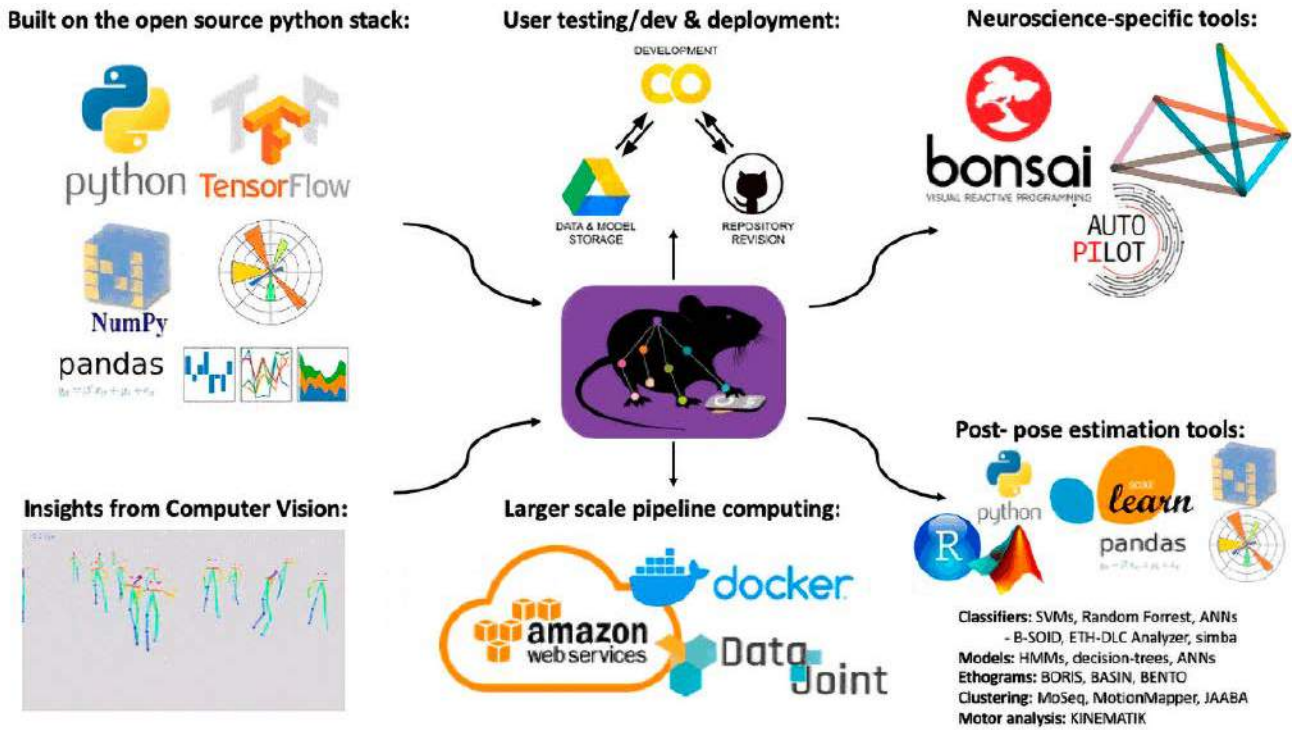 Built on the open source python stack:
python
TensorFlow
NumPy
pandas
User testing/dev & deployment:
DEVELOPMENT
CO
DATA & MODEL
STORAGE
REPOSITORY
REVISION
Neuroscience-specific tools:
bonsai
VISUAL REACTIVE PROGRAMMING
AUTO
PILOT
Insights from Computer Vision:
Larger scale pipeline computing:
amazon
web services
docker
Data
Joint
Post- pose estimation tools:
python
learn
R
pandas
Classifiers: SVMs, Random Forrest, ANNs
- B-SOID, ETH-DLC Analyzer, simba
Models: HMMs, decision-trees, ANNs
Ethograms: BORIS, BASIN, BENTO
Clustering: MoSeq, MotionMapper, JAABA
Motor analysis: KINEMATIK